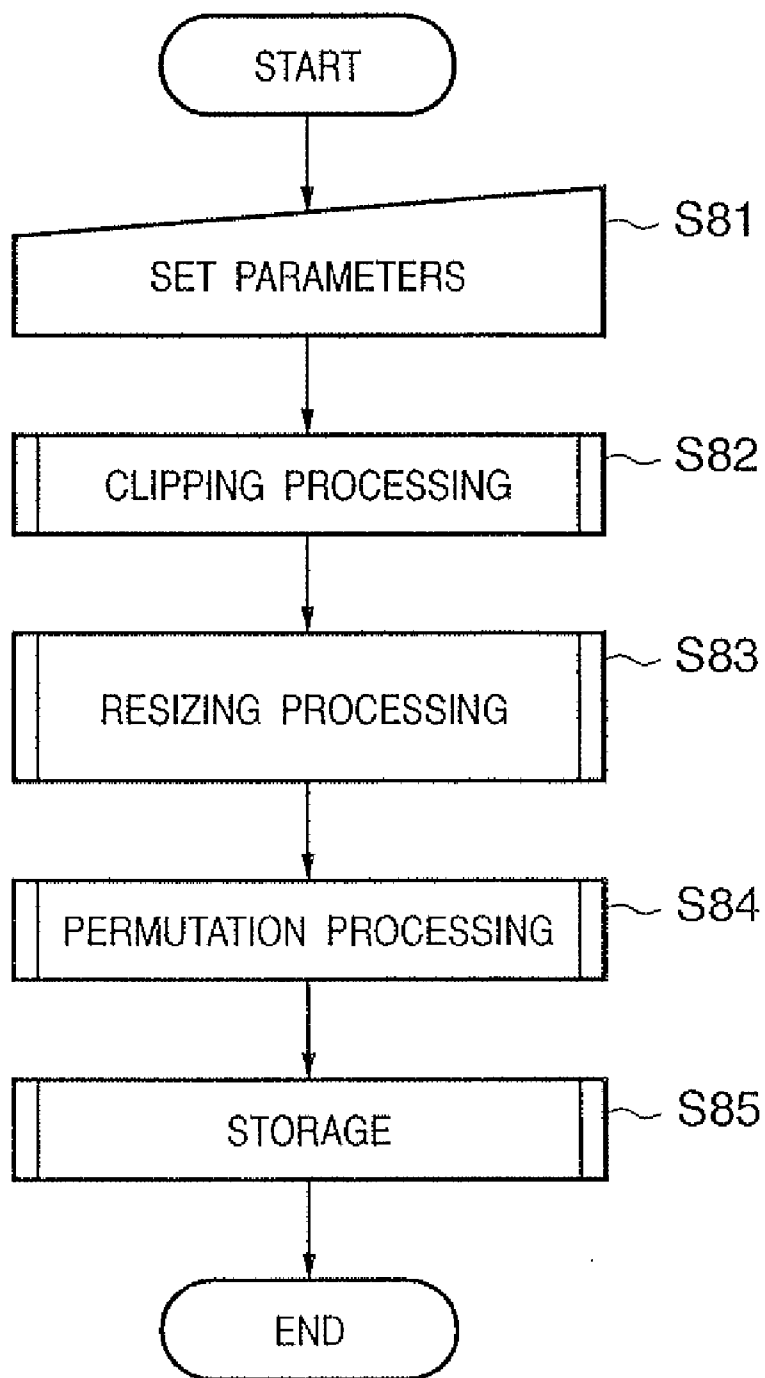 START
SET PARAMETERS
S81
CLIPPING PROCESSING
S82
RESIZING PROCESSING
S83
PERMUTATION PROCESSING
S84
STORAGE
S85
END